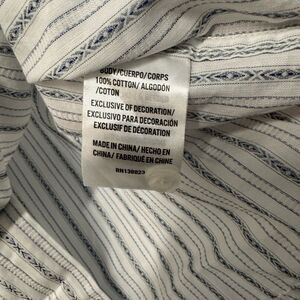 BODY/CUERPO/CORPS
100% COTTON/ ALGODÓN
/COTON
EXCLUSIVE OF DECORATION/
EXCLUSIVO PARA DECORACIÓN
EXCLUSIF DE DÉCORATION
MADE IN CHINA/ HECHO EN
CHINA/ FABRIQUÉ EN CHINE
RN130023